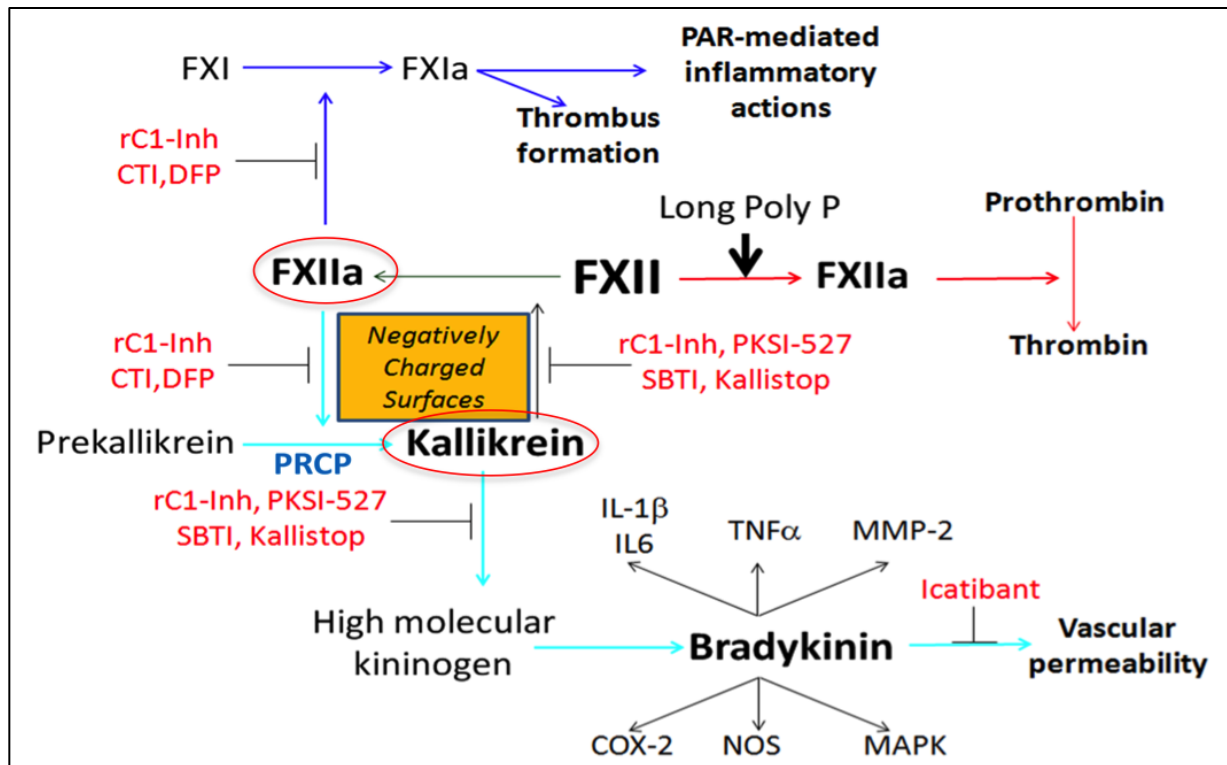 FXI
FXIa
PAR-mediated
inflammatory
actions
Thrombus
formation
rC1-Inh
CTI,DFP
Long Poly P
Prothrombin
FXIIa
FXII
FXIIa
Thrombin
rC1-Inh
CTI,DFP
Negatively
Charged
Surfaces
rC1-Inh, PKSI-527
SBTI, Kallistop
Prekallikrein
Kallikrein
PRCP
rC1-Inh, PKSI-527
SBTI, Kallistop
IL-1β
IL6
TNFα
MMP-2
Icatibant
High molecular
kininogen
Bradykinin
Vascular
permeability
COX-2
NOS
MAPK